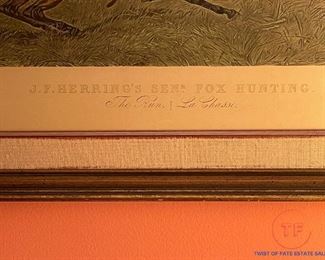 J.F.HERRING'S SENR. FOX HUNTING.
The Run. | La Chasse.
TF
TWIST OF FATE ESTATE SALES